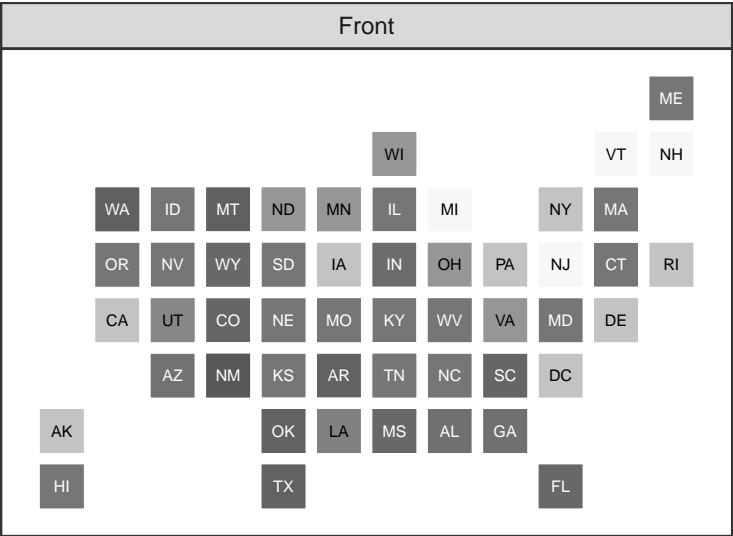 Front
ME
WI VT NH
WA ID MT ND MN IL MI NY MA
OR NV WY SD IA IN OH PA NJ CT RI
CA UT CO NE MO KY WV VA MD DE
AZ NM KS AR TN NC SC DC
AK OK LA MS AL GA
HI TX FL